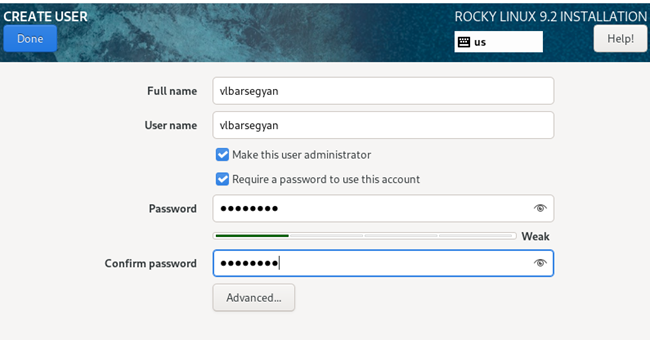 CREATE USER
ROCKY LINUX 9.2 INSTALLATION
Done
us
Help!
Full name
vlbarsegyan
User name
vlbarsegyan
Make this user administrator
Require a password to use this account
Password
●●●●●●●●
Weak
Confirm password
●●●●●●●●
Advanced...